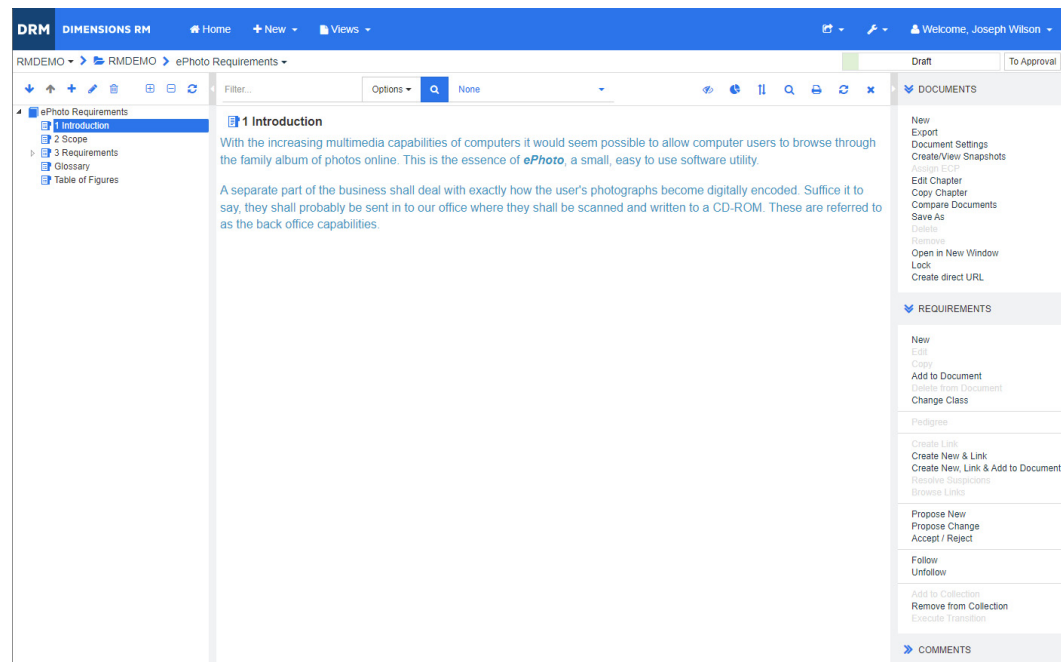 DRM DIMENSIONS RM Home New Views Welcome, Joseph Wilson
RMDEMO RMDEMO ePhoto Requirements Draft To Approval
Filter... Options None
ePhoto Requirements
1 Introduction
2 Scope
3 Requirements
Glossary
Table of Figures
1 Introduction
With the increasing multimedia capabilities of computers it would seem possible to allow computer users to browse through
the family album of photos online. This is the essence of ePhoto, a small, easy to use software utility.
A separate part of the business shall deal with exactly how the user's photographs become digitally encoded. Suffice it to
say, they shall probably be sent in to our office where they shall be scanned and written to a CD-ROM. These are referred to
as the back office capabilities.
DOCUMENTS
New
Export
Document Settings
Create/View Snapshots
Assign ECP
Edit Chapter
Copy Chapter
Compare Documents
Save As
Delete
Remove
Open in New Window
Lock
Create direct URL
REQUIREMENTS
New
Edit
Copy
Add to Document
Delete from Document
Change Class
Pedigree
Create Link
Create New & Link
Create New, Link & Add to Document
Resolve Suspicions
Browse Links
Propose New
Propose Change
Accept / Reject
Follow
Unfollow
Add to Collection
Remove from Collection
Execute Transition
COMMENTS